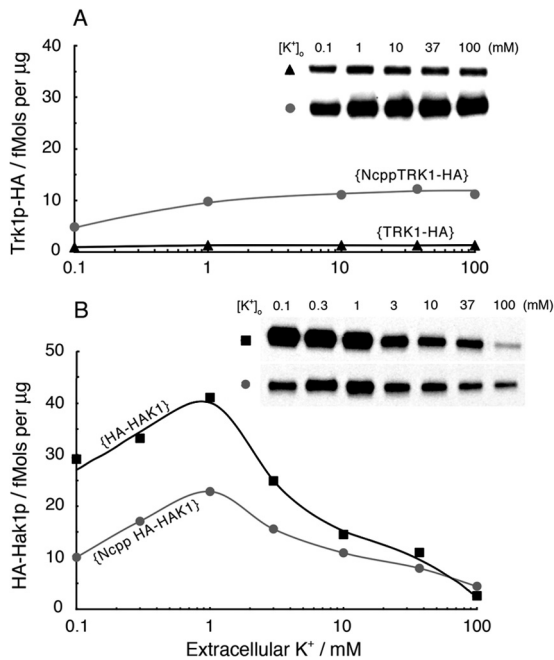 A
[K⁺]ₒ 0.1 1 10 37 100 (mM)
Trk1p-HA / fMols per μg
40
30
20
10
0
{NcppTRK1-HA}
{TRK1-HA}
0.1 1 10 100
B
[K⁺]ₒ 0.1 0.3 1 3 10 37 100 (mM)
HA-Hak1p / fMols per μg
50
40
30
20
10
0
{HA-HAK1}
{Ncpp HA-HAK1}
0.1 1 10 100
Extracellular K⁺ / mM